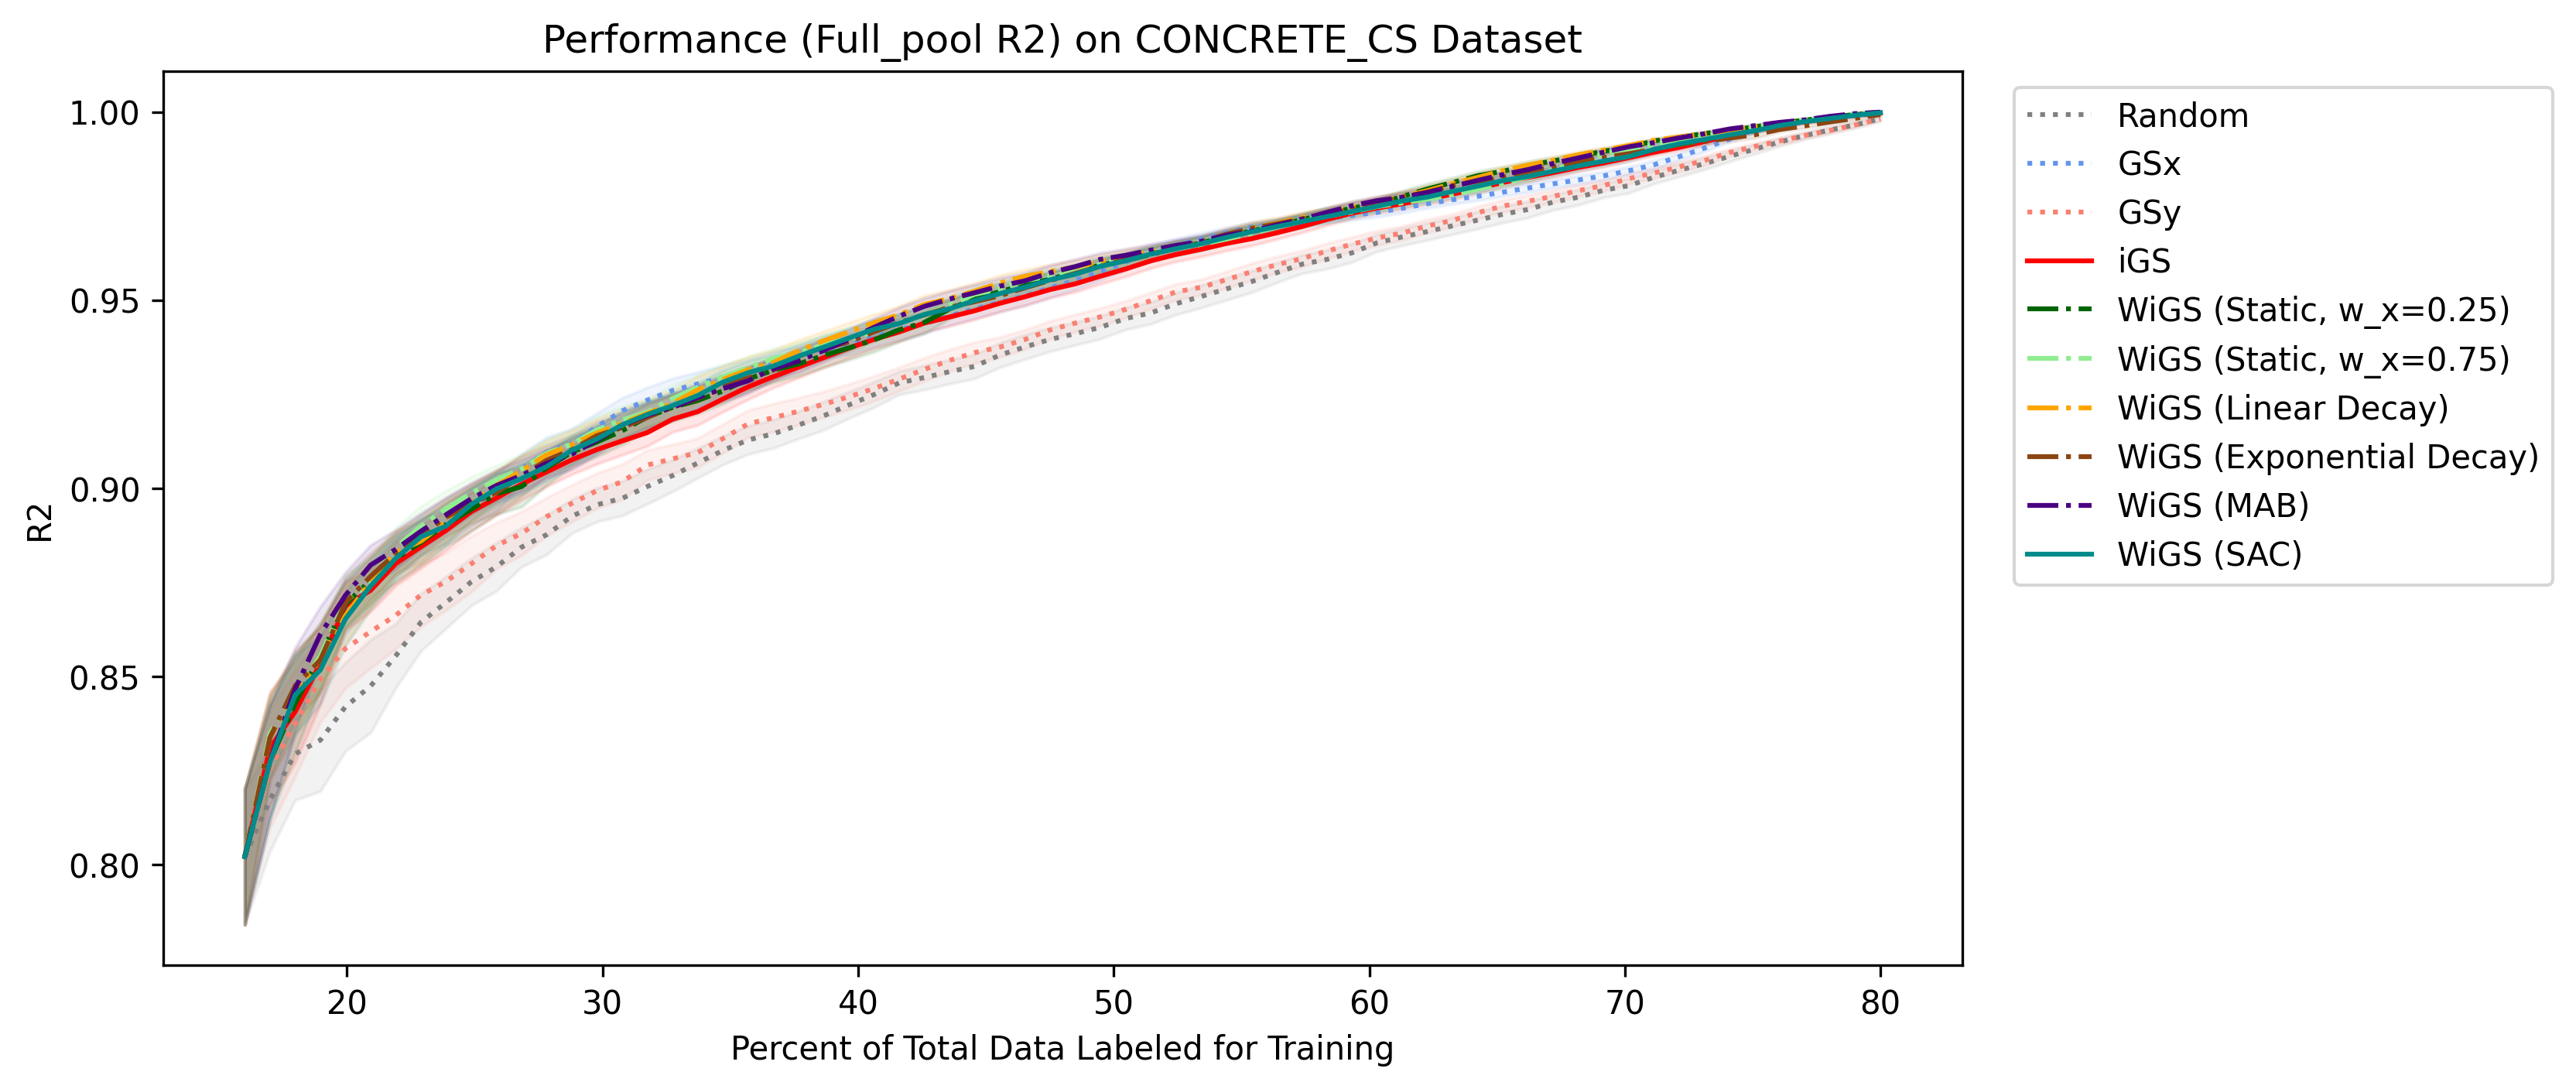 Performance (Full_pool R2) on CONCRETE_CS Dataset
R2
1.00
0.95
0.90
0.85
0.80
20 30 40 50 60 70 80
Percent of Total Data Labeled for Training
Random
GSx
GSy
iGS
WiGS (Static, w_x=0.25)
WiGS (Static, w_x=0.75)
WiGS (Linear Decay)
WiGS (Exponential Decay)
WiGS (MAB)
WiGS (SAC)